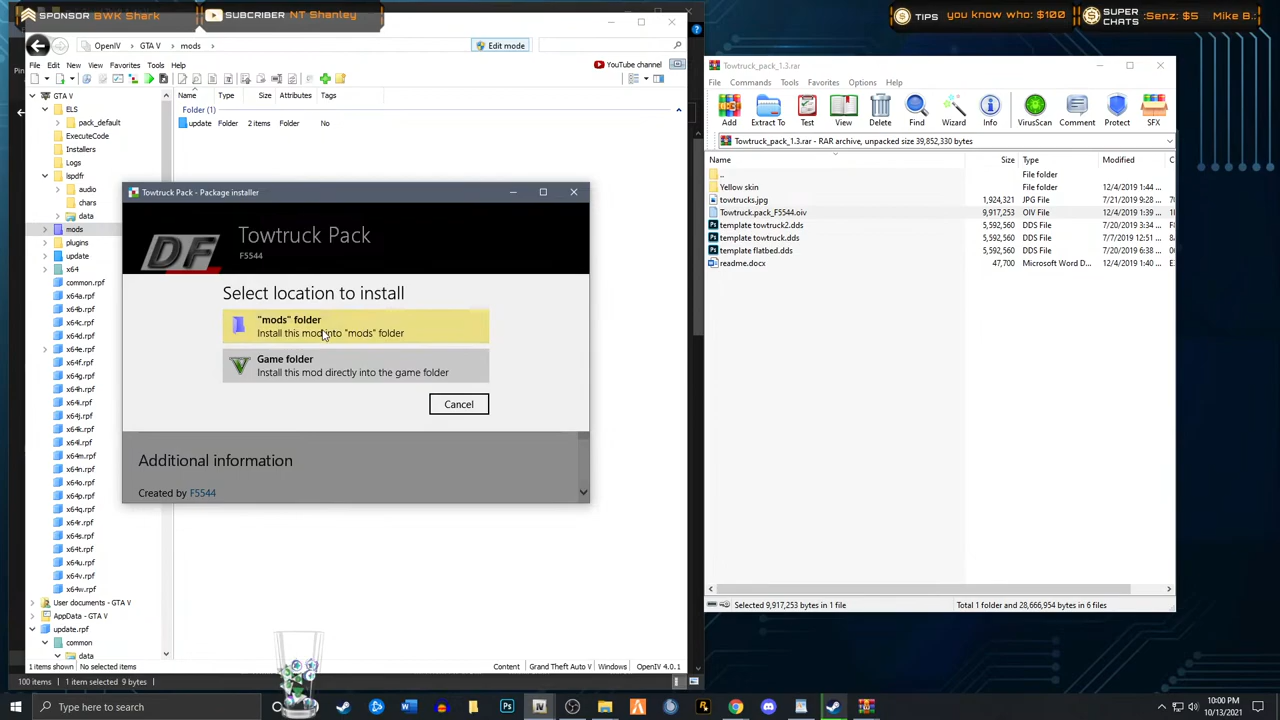 SPONSOR BWK Shark
SUBCRIBER NT Shanley
TIPS you know who: $100
SUPER CHATS Senz: $5 Mike B.:
OpenIV GTA V mods
Edit mode
File Edit New View Favorites Tools Help
YouTube channel
Name Type Size Attributes Tags
Folder (1)
update Folder 2 items No
GTA V
ELS
pack_default
ExecuteCode
Installers
Logs
lspdfr
audio
chars
data
mods
plugins
update
x64
common.rpf
x64a.rpf
x64b.rpf
x64c.rpf
x64d.rpf
x64e.rpf
x64f.rpf
x64g.rpf
x64h.rpf
x64i.rpf
x64j.rpf
x64k.rpf
x64l.rpf
x64m.rpf
x64n.rpf
x64o.rpf
x64p.rpf
x64q.rpf
x64r.rpf
x64s.rpf
x64t.rpf
x64u.rpf
x64v.rpf
x64w.rpf
User documents - GTA V
AppData - GTA V
update.rpf
common
data
1 items shown No selected items
Content Grand Theft Auto V Windows OpenIV 4.0.1
100 items 1 item selected 9 bytes
Towtruck Pack - Package installer
DF
Towtruck Pack
F5544
Select location to install
"mods" folder
Install this mod into "mods" folder
Game folder
Install this mod directly into the game folder
Cancel
Additional information
Created by F5544
Towtruck_pack_1.3.rar
File Commands Tools Favorites Options Help
Add Extract To Test View Delete Find Wizard Info VirusScan Comment Protect SFX
Towtruck_pack_1.3.rar - RAR archive, unpacked size 39,852,330 bytes
Name Size Type Modified C
.. File folder
Yellow skin File folder 12/4/2019 1:44 ...
towtrucks.jpg 1,924,321 JPG File 7/21/2019 9:28 ...
Towtruck.pack_F5544.oiv 9,917,253 OIV File 12/4/2019 1:39 ...
template towtruck2.dds 5,592,560 DDS File 7/20/2019 3:34 ...
template towtruck.dds 5,592,560 DDS File 7/7/2019 12:51 ...
template flatbed.dds 5,592,560 DDS File 7/20/2019 6:38 ...
readme.docx 47,700 Microsoft Word D... 12/4/2019 1:40 ...
Selected 9,917,253 bytes in 1 file
Total 1 folder and 28,666,954 bytes in 6 files
Type here to search
10:00 PM
10/13/2021